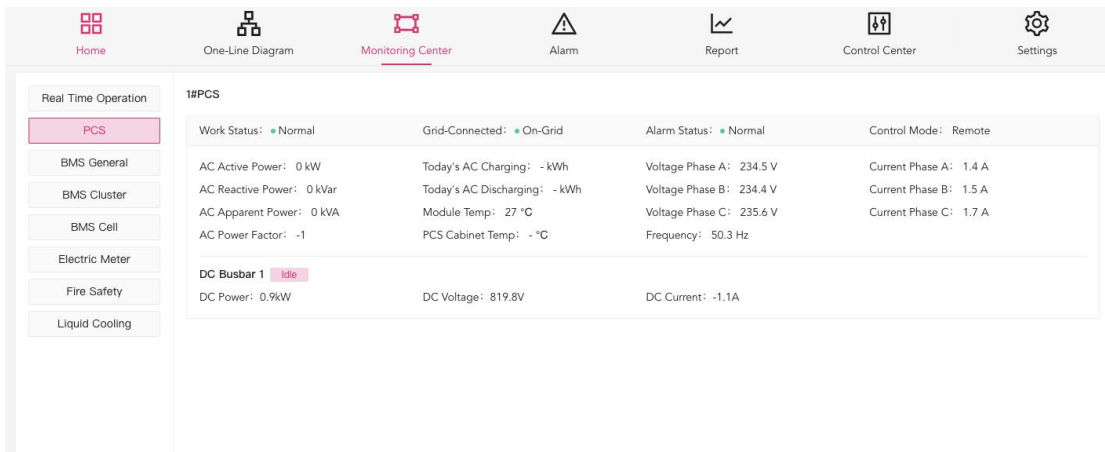 Home
One-Line Diagram
Monitoring Center
Alarm
Report
Control Center
Settings
Real Time Operation
PCS
BMS General
BMS Cluster
BMS Cell
Electric Meter
Fire Safety
Liquid Cooling
1#PCS
Work Status： Normal
Grid-Connected： On-Grid
Alarm Status： Normal
Control Mode： Remote
AC Active Power： 0 kW
Today's AC Charging： - kWh
Voltage Phase A： 234.5 V
Current Phase A： 1.4 A
AC Reactive Power： 0 kVar
Today's AC Discharging： - kWh
Voltage Phase B： 234.4 V
Current Phase B： 1.5 A
AC Apparent Power： 0 kVA
Module Temp： 27 °C
Voltage Phase C： 235.6 V
Current Phase C： 1.7 A
AC Power Factor： -1
PCS Cabinet Temp： - °C
Frequency： 50.3 Hz
DC Busbar 1 Idle
DC Power：0.9kW
DC Voltage：819.8V
DC Current：-1.1A